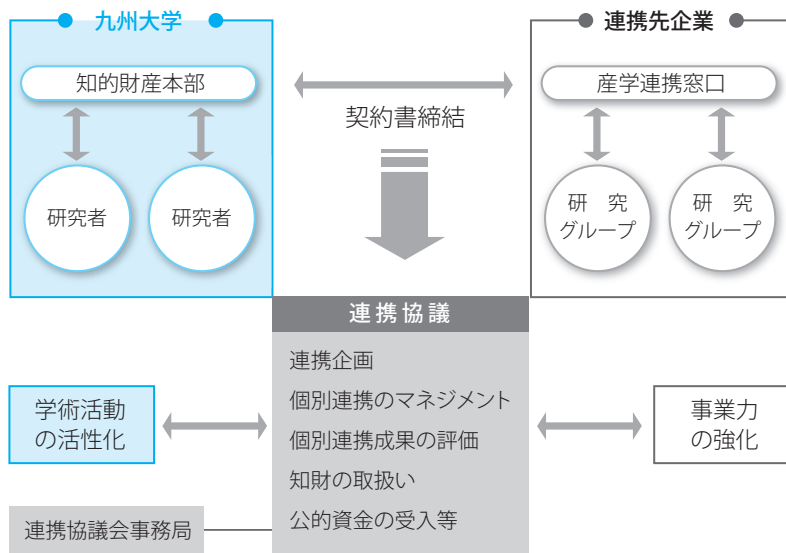 九州大学
連携先企業
知的財産本部
産学連携窓口
契約書締結
研究者
研究者
研　究
グループ
研　究
グループ
連携協議
連携企画
個別連携のマネジメント
個別連携成果の評価
知財の取扱い
公的資金の受入等
学術活動
の活性化
事業力
の強化
連携協議会事務局